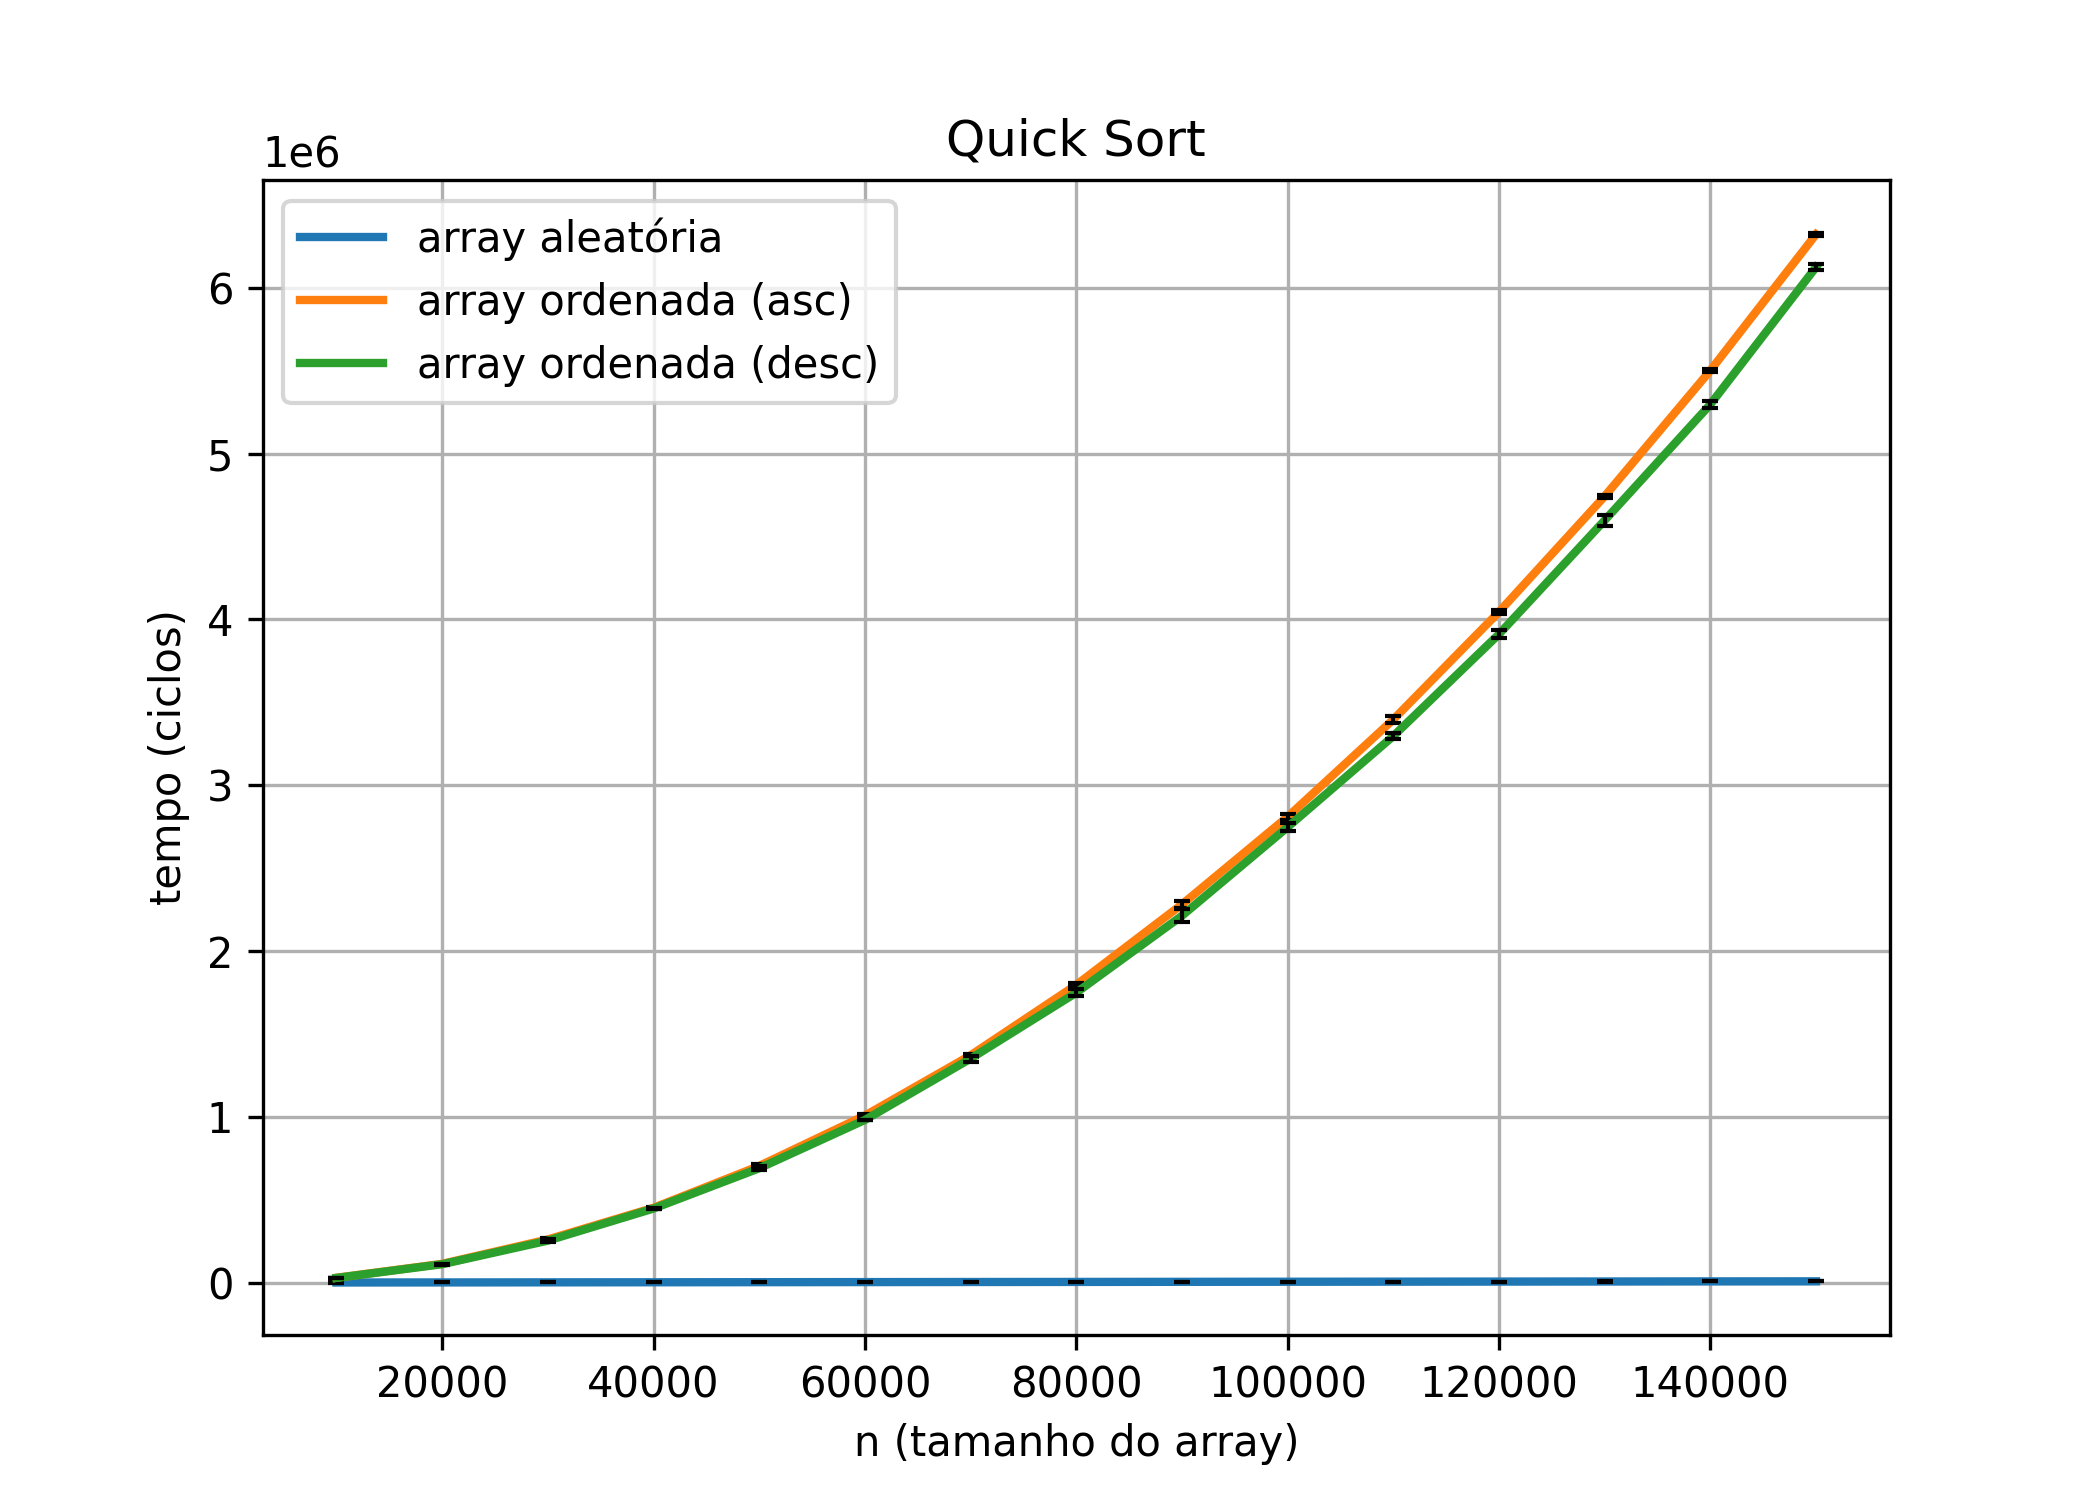 Quick Sort
1e6
array aleatória
array ordenada (asc)
array ordenada (desc)
6
5
4
3
2
1
0
tempo (ciclos)
20000 40000 60000 80000 100000 120000 140000
n (tamanho do array)